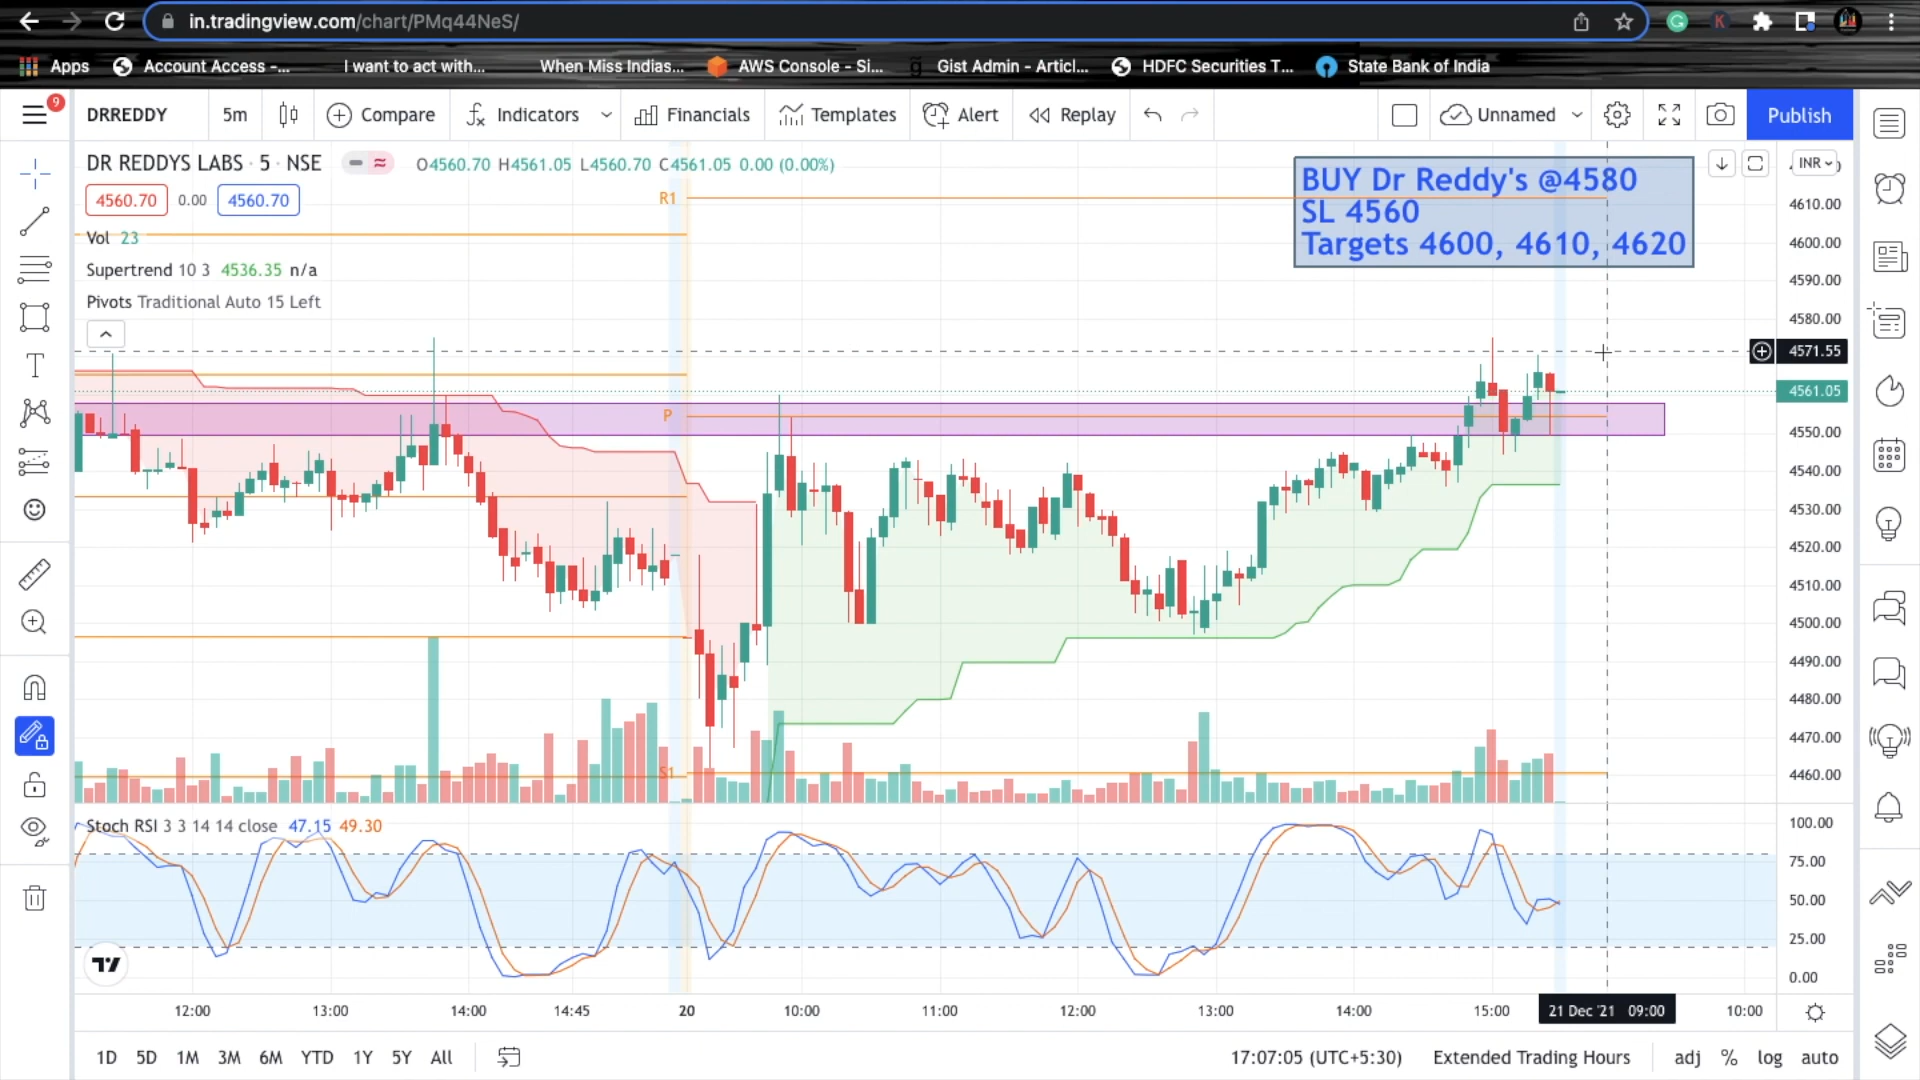 in.tradingview.com/chart/PMq44NeS/
Apps Account Access -... I want to act with... When Miss Indias... AWS Console - Si... Gist Admin - Articl... HDFC Securities T... State Bank of India
9 DRREDDY 5m Compare Indicators Financials Templates Alert Replay Unnamed Publish
DR REDDYS LABS · 5 · NSE O4560.70 H4561.05 L4560.70 C4561.05 0.00 (0.00%)
INR
4560.70 0.00 4560.70
Vol 23
Supertrend 10 3 4536.35 n/a
Pivots Traditional Auto 15 Left
BUY Dr Reddy's @4580
SL 4560
Targets 4600, 4610, 4620
R1
P
S1
4610.00
4600.00
4590.00
4580.00
4571.55
4561.05
4550.00
4540.00
4530.00
4520.00
4510.00
4500.00
4490.00
4480.00
4470.00
4460.00
Stoch RSI 3 3 14 14 close 47.15 49.30
100.00
75.00
50.00
25.00
0.00
12:00 13:00 14:00 14:45 20 10:00 11:00 12:00 13:00 14:00 15:00 21 Dec '21 09:00 10:00
1D 5D 1M 3M 6M YTD 1Y 5Y All 17:07:05 (UTC+5:30) Extended Trading Hours adj % log auto